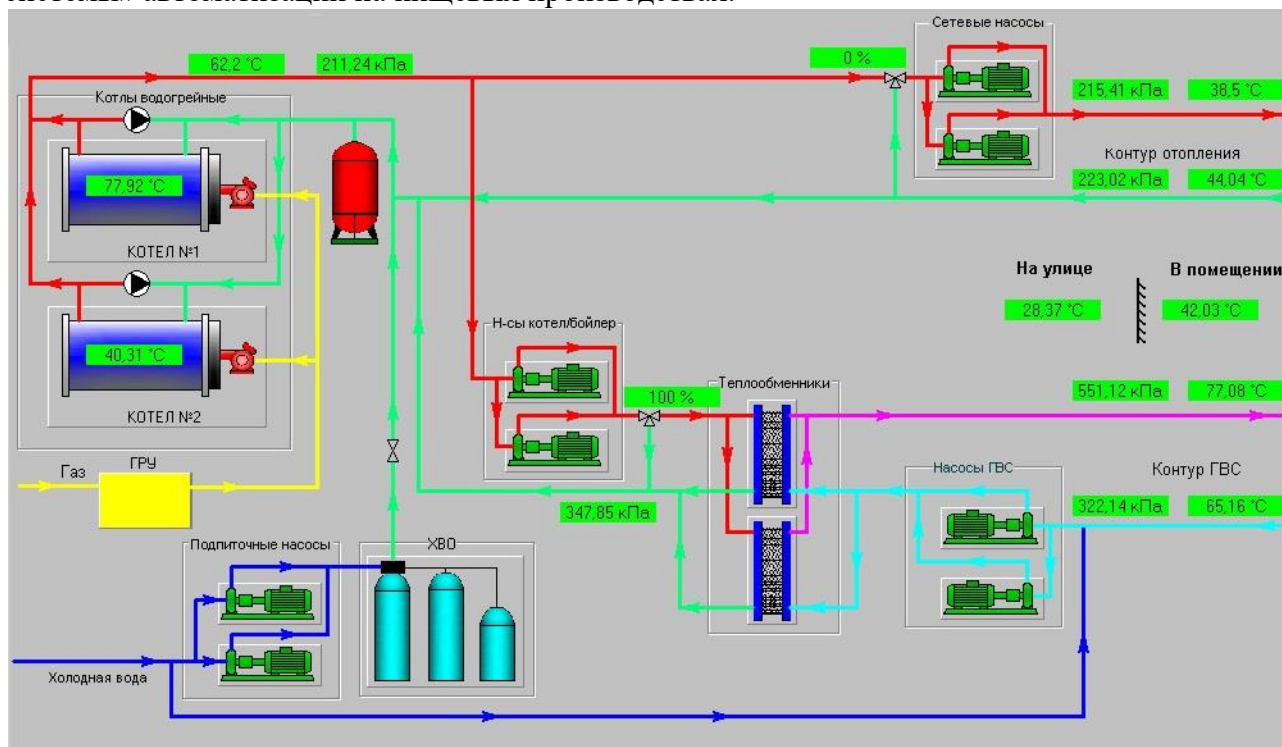 Сетевые насосы
62,2 °C
211,24 кПа
0 %
215,41 кПа
38,5 °C
Котлы водогрейные
Контур отопления
77,92 °C
223,02 кПа
44,04 °C
КОТЕЛ №1
На улице
В помещении
28,37 °C
42,03 °C
Н-сы котел/бойлер
40,31 °C
Теплообменники
100 %
551,12 кПа
77,08 °C
КОТЕЛ №2
Газ
ГРУ
Насосы ГВС
Контур ГВС
347,85 кПа
322,14 кПа
65,16 °C
Подпиточные насосы
ХВО
Холодная вода